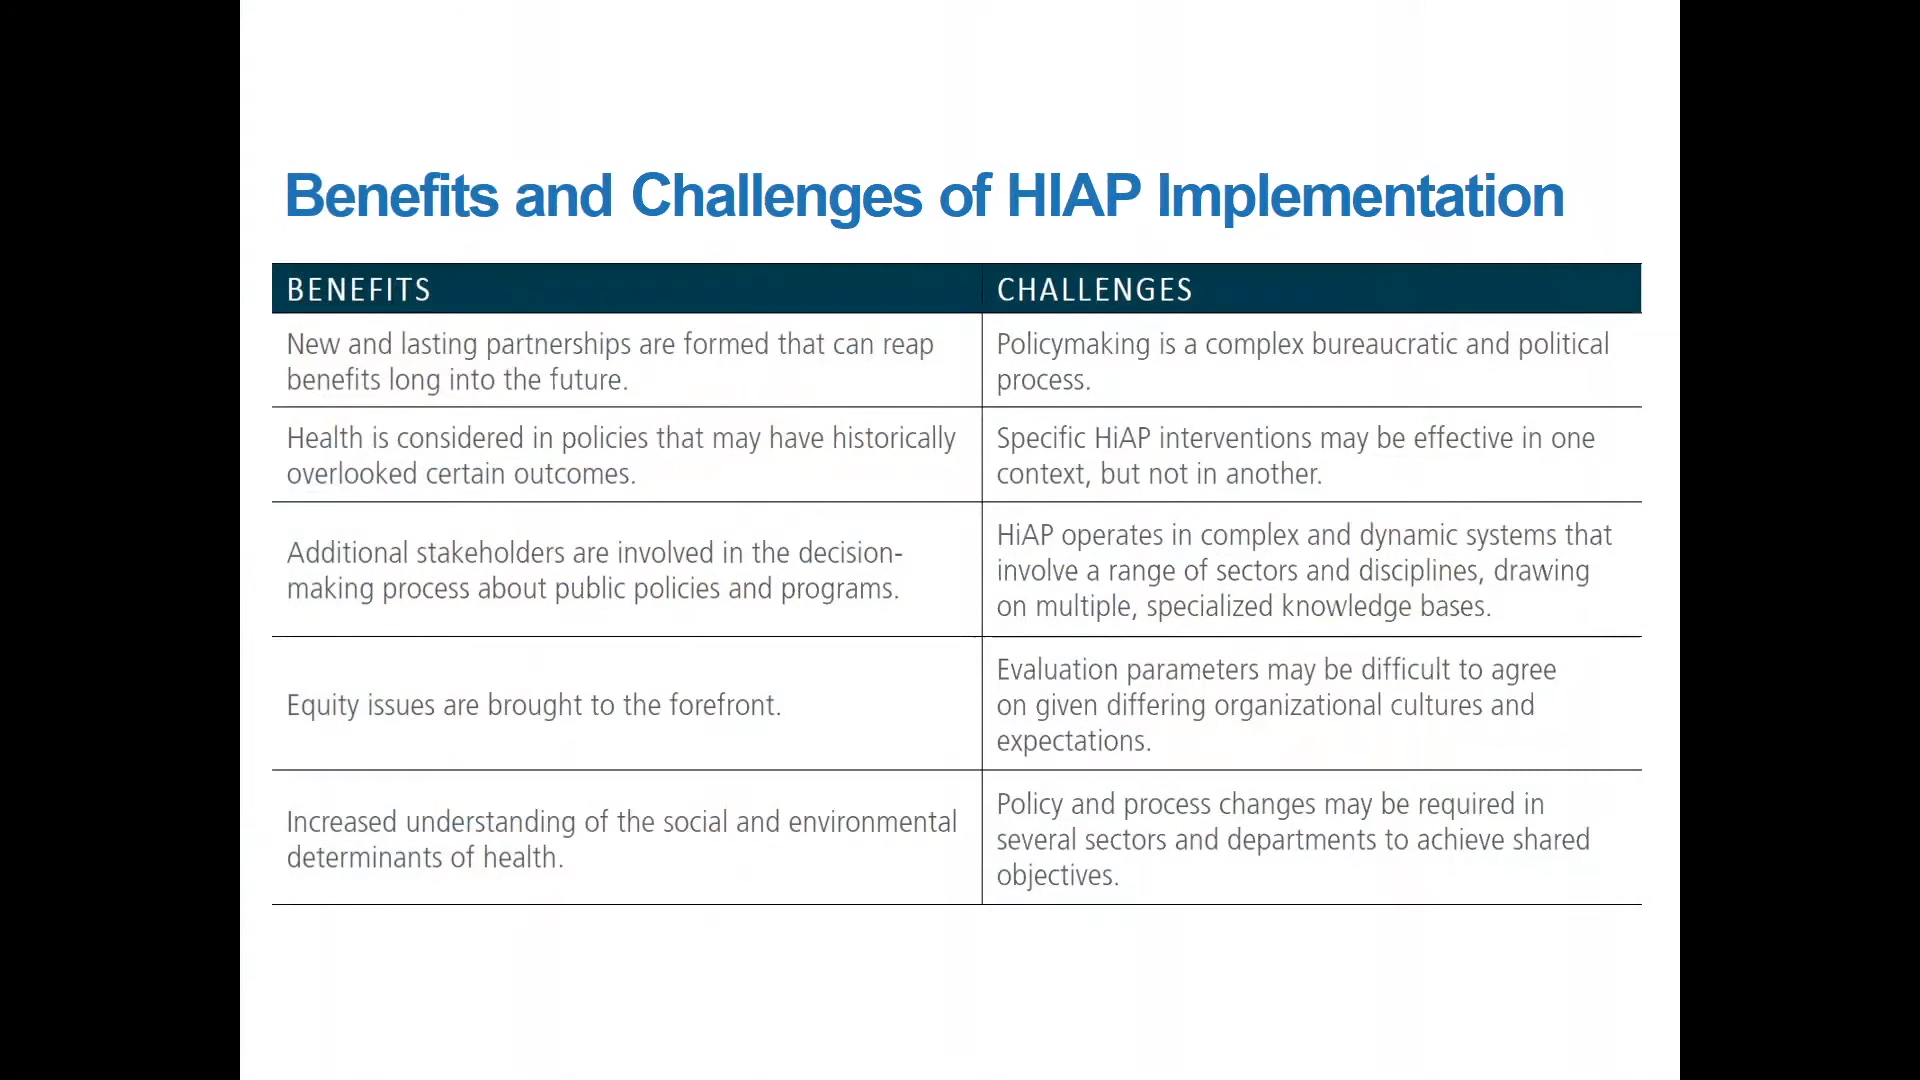 Benefits and Challenges of HIAP Implementation
BENEFITS
CHALLENGES
New and lasting partnerships are formed that can reap
benefits long into the future.
Policymaking is a complex bureaucratic and political
process.
Health is considered in policies that may have historically
overlooked certain outcomes.
Specific HiAP interventions may be effective in one
context, but not in another.
Additional stakeholders are involved in the decision-
making process about public policies and programs.
HiAP operates in complex and dynamic systems that
involve a range of sectors and disciplines, drawing
on multiple, specialized knowledge bases.
Equity issues are brought to the forefront.
Evaluation parameters may be difficult to agree
on given differing organizational cultures and
expectations.
Increased understanding of the social and environmental
determinants of health.
Policy and process changes may be required in
several sectors and departments to achieve shared
objectives.